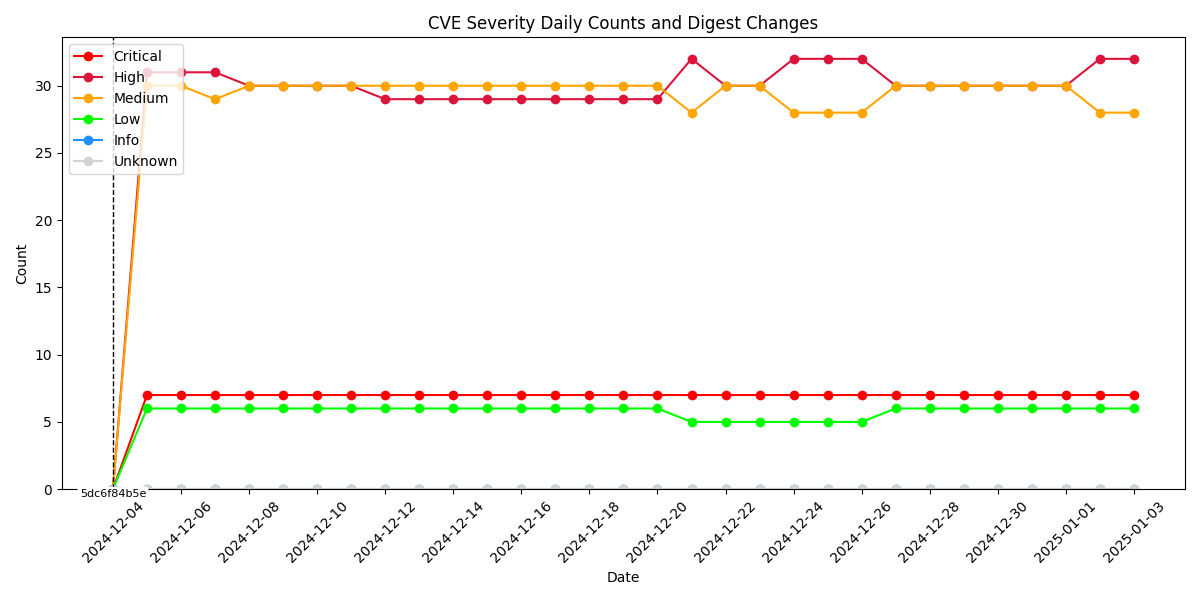 CVE Severity Daily Counts and Digest Changes
Critical
High
Medium
Low
Info
Unknown
Count
30
25
20
15
10
5
0
5dc6f84b5e
2024-12-04
2024-12-06
2024-12-08
2024-12-10
2024-12-12
2024-12-14
2024-12-16
2024-12-18
2024-12-20
2024-12-22
2024-12-24
2024-12-26
2024-12-28
2024-12-30
2025-01-01
2025-01-03
Date